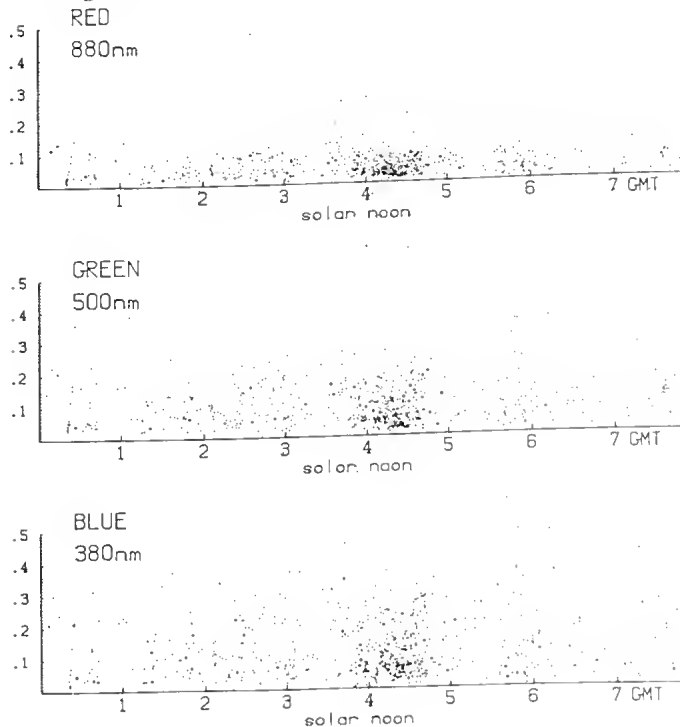 RED
880nm
.5
.4
.3
.2
.1
1 2 3 4 5 6 7 GMT
solar noon
GREEN
500nm
.5
.4
.3
.2
.1
1 2 3 4 5 6 7 GMT
solar noon
BLUE
380nm
.5
.4
.3
.2
.1
1 2 3 4 5 6 7 GMT
solar noon